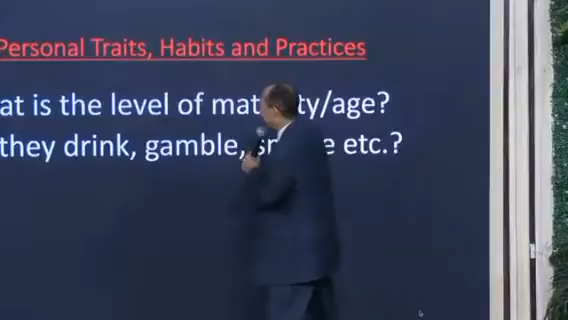 Personal Traits, Habits and Practices
at is the level of mat ty/age?
they drink, gamble, s e etc.?